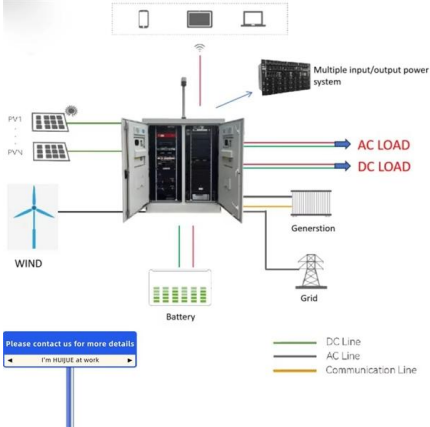 Multiple input/output power
system
PV1
PVN
AC LOAD
DC LOAD
WIND
Generstion
Grid
Battery
Please contact us for more details
I'm HUIJUE at work
DC Line
AC Line
Communication Line